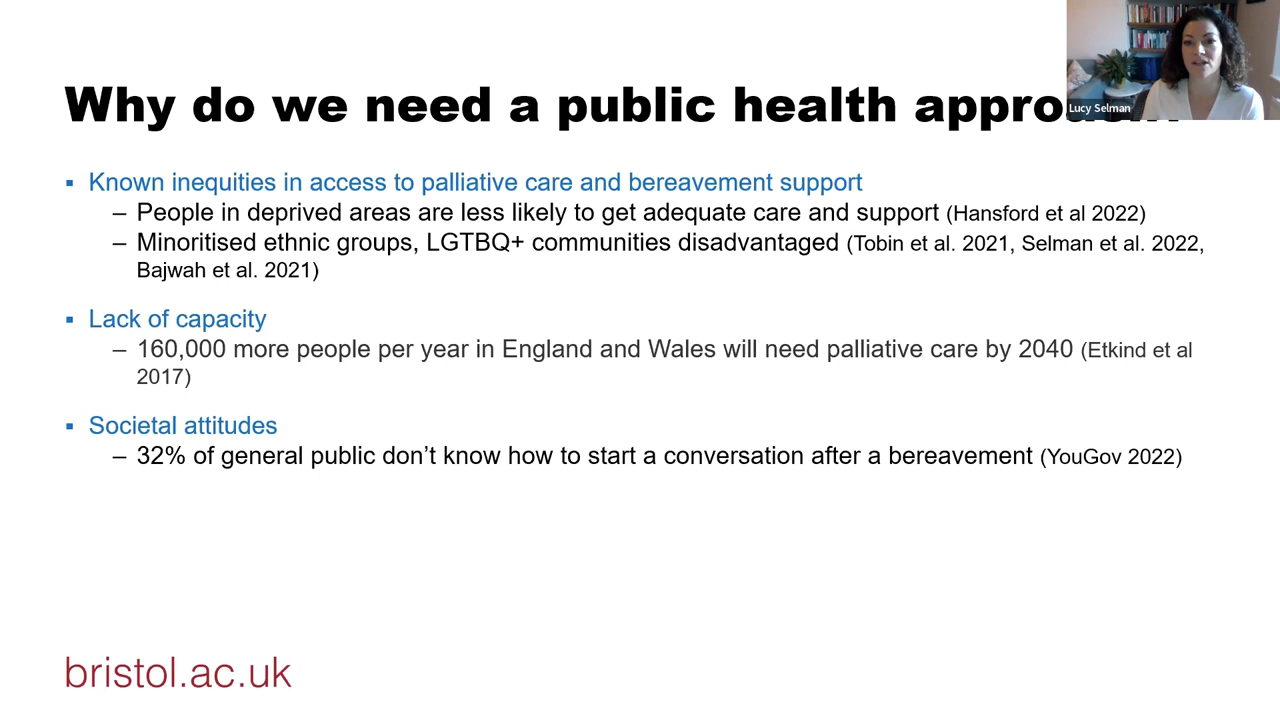 Why do we need a public health
Lucy Selman
▪ Known inequities in access to palliative care and bereavement support
– People in deprived areas are less likely to get adequate care and support (Hansford et al 2022)
– Minoritised ethnic groups, LGTBQ+ communities disadvantaged (Tobin et al. 2021, Selman et al. 2022,
Bajwah et al. 2021)
▪ Lack of capacity
– 160,000 more people per year in England and Wales will need palliative care by 2040 (Etkind et al
2017)
▪ Societal attitudes
– 32% of general public don’t know how to start a conversation after a bereavement (YouGov 2022)
bristol.ac.uk